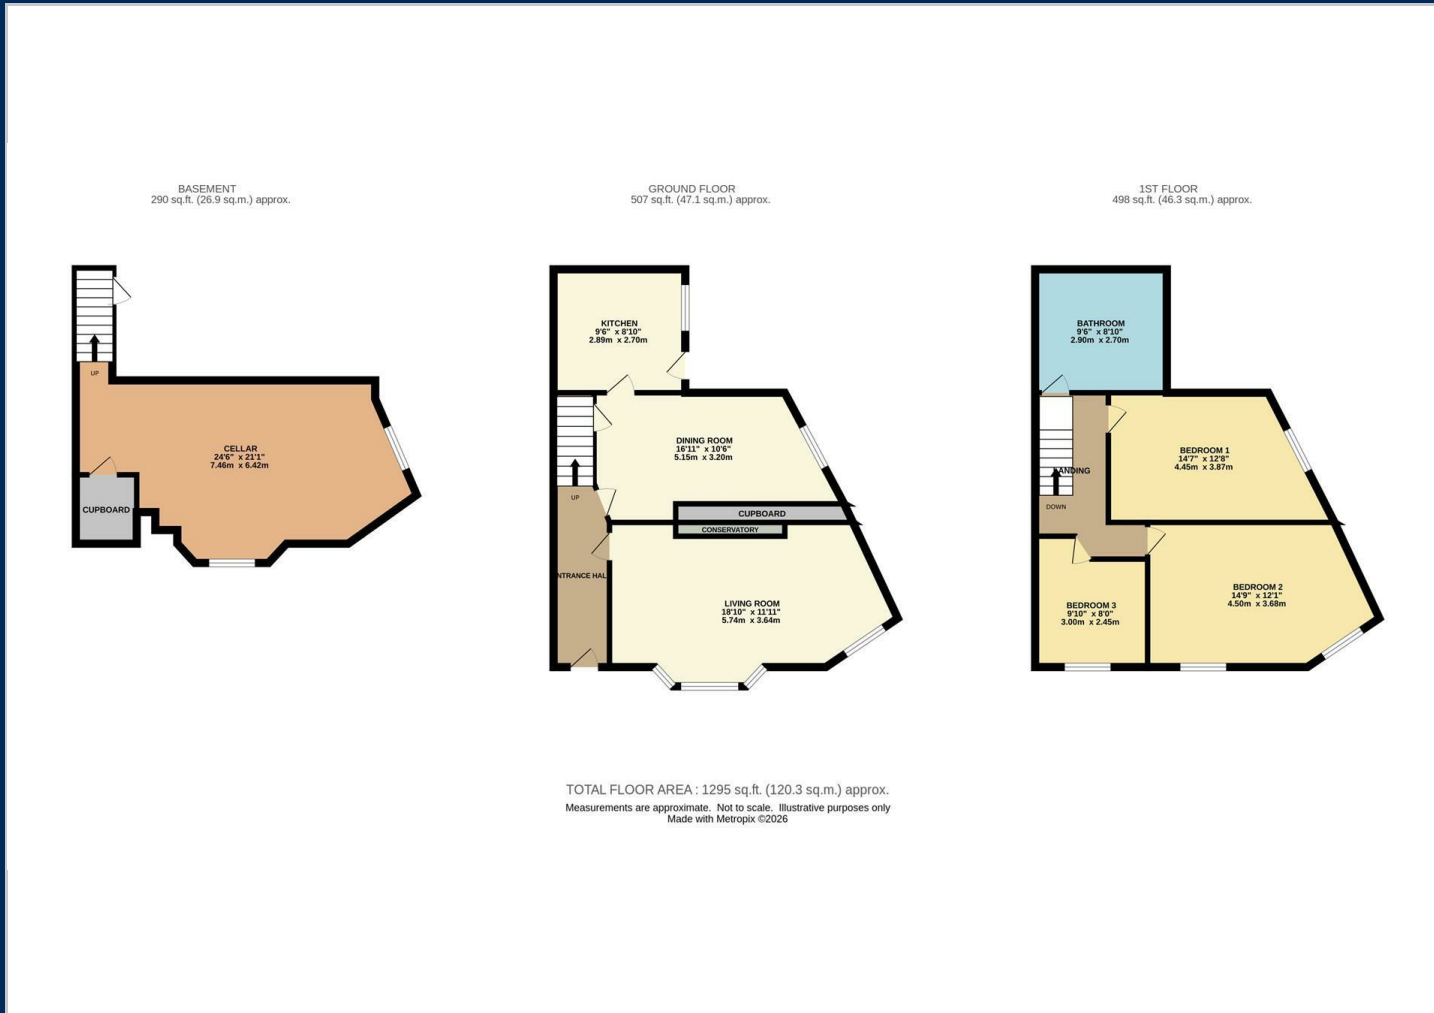 BASEMENT
290 sq.ft. (26.9 sq.m.) approx.
UP
CELLAR
24'6" x 21'1"
7.46m x 6.42m
CUPBOARD
GROUND FLOOR
507 sq.ft. (47.1 sq.m.) approx.
KITCHEN
9'6" x 8'10"
2.89m x 2.70m
DINING ROOM
16'11" x 10'6"
5.15m x 3.20m
UP
CUPBOARD
CONSERVATORY
NTRANCE HAL
LIVING ROOM
18'10" x 11'11"
5.74m x 3.64m
1ST FLOOR
498 sq.ft. (46.3 sq.m.) approx.
BATHROOM
9'6" x 8'10"
2.90m x 2.70m
BEDROOM 1
14'7" x 12'8"
4.45m x 3.87m
LANDING
DOWN
BEDROOM 2
14'9" x 12'1"
4.50m x 3.68m
BEDROOM 3
9'10" x 8'0"
3.00m x 2.45m
TOTAL FLOOR AREA : 1295 sq.ft. (120.3 sq.m.) approx.
Measurements are approximate. Not to scale. Illustrative purposes only
Made with Metropix ©2026